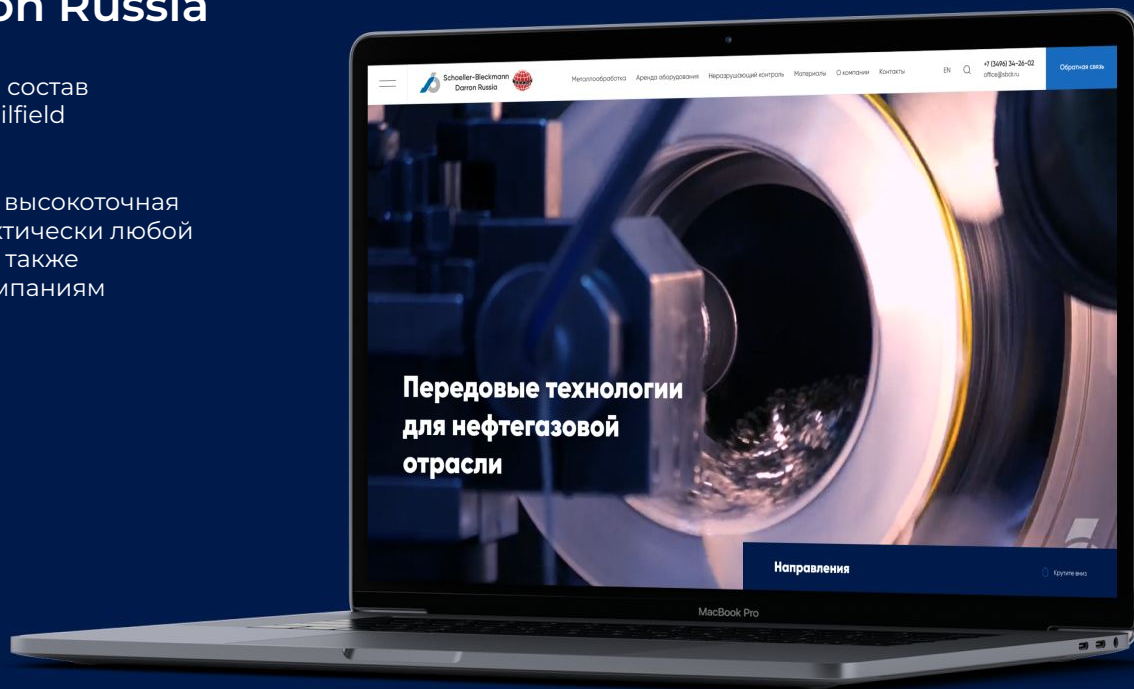 on Russia
состав
ilfield
высокоточная
ктически любой
также
мпаниям
Schoeller-Bleckmann
Darron Russia
Металлообработка Аренда оборудования Неразрушающий контроль Материалы О компании Контакты
EN
+7 (3496) 34-26-02
office@sbdr.ru
Обратная связь
Передовые технологии
для нефтегазовой
отрасли
Направления
Крутите вниз
MacBook Pro